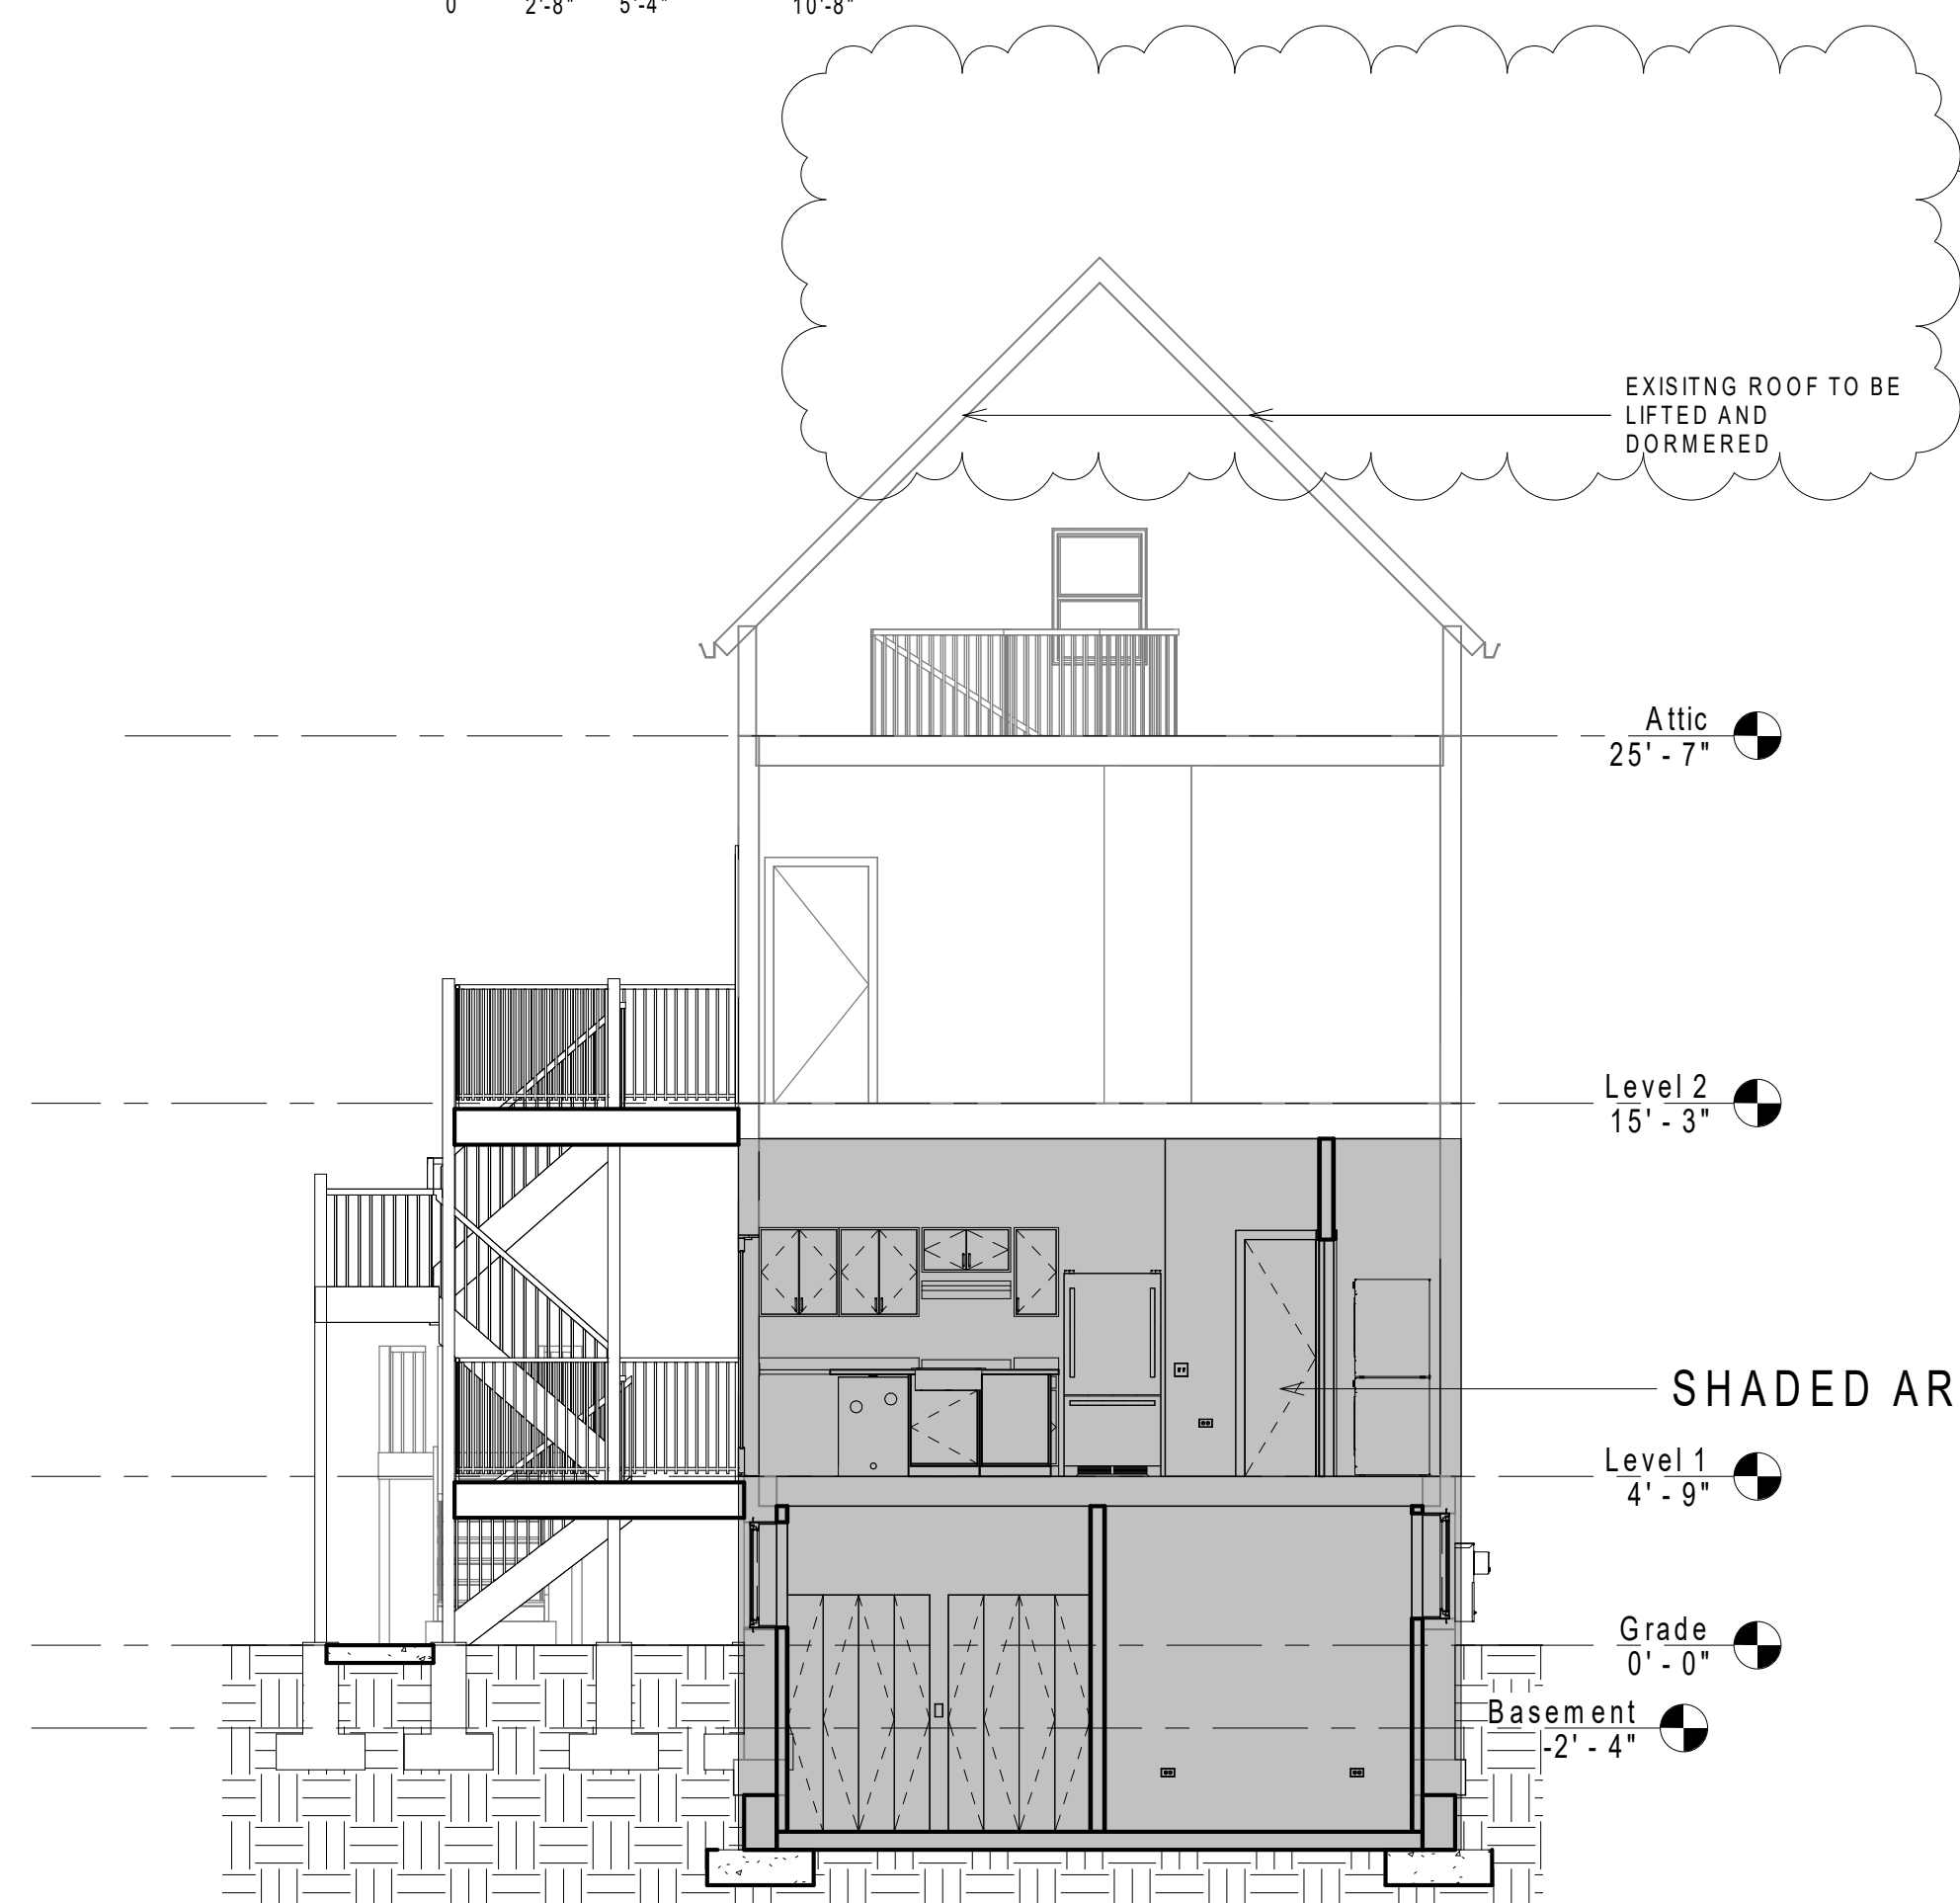 0 2'-8" 5'-4" 10'-8"
EXISITNG ROOF TO BE
LIFTED AND
DORMERED
Attic
25' - 7"
Level 2
15' - 3"
SHADED AR
Level 1
4' - 9"
Grade
0' - 0"
Basement
-2' - 4"